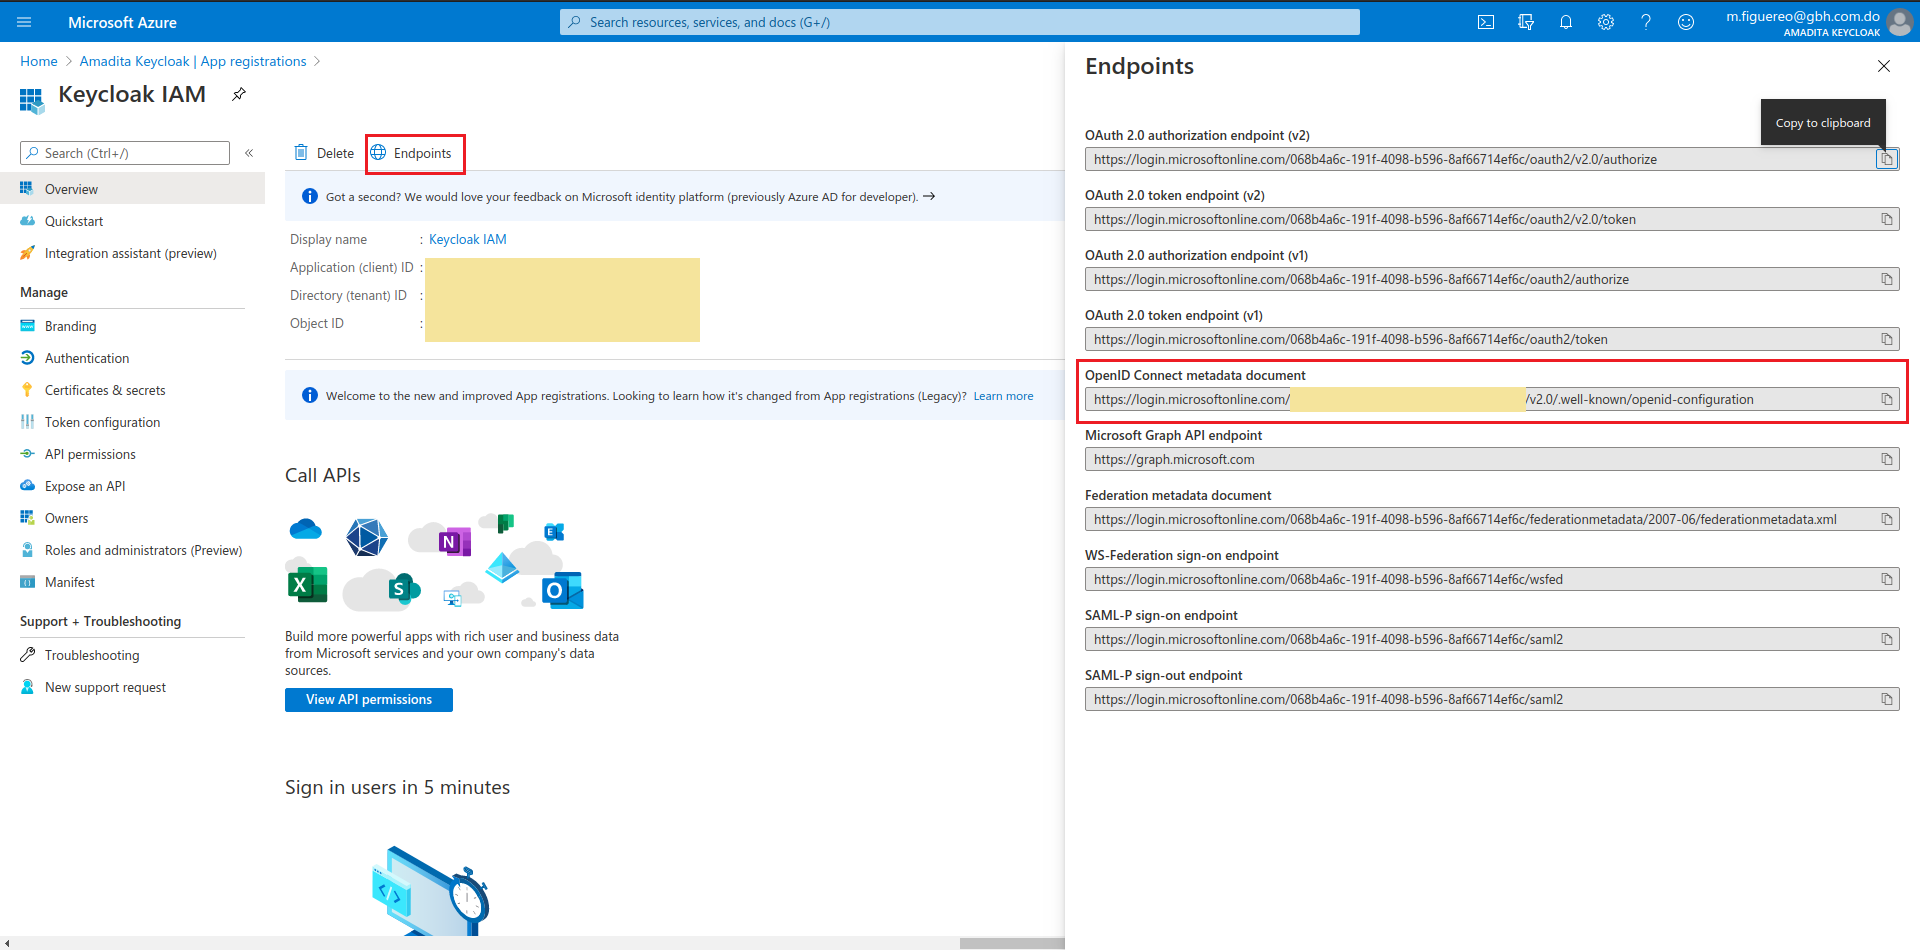 Microsoft Azure
Search resources, services, and docs (G+/)
m.figuereo@gbh.com.do
AMADITA KEYCLOAK
Home > Amadita Keycloak | App registrations >
Keycloak IAM
Search (Ctrl+/)
«
Overview
Quickstart
Integration assistant (preview)
Manage
Branding
Authentication
Certificates & secrets
Token configuration
API permissions
Expose an API
Owners
Roles and administrators (Preview)
Manifest
Support + Troubleshooting
Troubleshooting
New support request
Delete
Endpoints
Got a second? We would love your feedback on Microsoft identity platform (previously Azure AD for developer). →
Display name : Keycloak IAM
Application (client) ID :
Directory (tenant) ID :
Object ID :
Welcome to the new and improved App registrations. Looking to learn how it's changed from App registrations (Legacy)? Learn more
Call APIs
N
E
X
S
O
Build more powerful apps with rich user and business data
from Microsoft services and your own company's data
sources.
View API permissions
Sign in users in 5 minutes
Endpoints
Copy to clipboard
OAuth 2.0 authorization endpoint (v2)
https://login.microsoftonline.com/068b4a6c-191f-4098-b596-8af66714ef6c/oauth2/v2.0/authorize
OAuth 2.0 token endpoint (v2)
https://login.microsoftonline.com/068b4a6c-191f-4098-b596-8af66714ef6c/oauth2/v2.0/token
OAuth 2.0 authorization endpoint (v1)
https://login.microsoftonline.com/068b4a6c-191f-4098-b596-8af66714ef6c/oauth2/authorize
OAuth 2.0 token endpoint (v1)
https://login.microsoftonline.com/068b4a6c-191f-4098-b596-8af66714ef6c/oauth2/token
OpenID Connect metadata document
https://login.microsoftonline.com/ /v2.0/.well-known/openid-configuration
Microsoft Graph API endpoint
https://graph.microsoft.com
Federation metadata document
https://login.microsoftonline.com/068b4a6c-191f-4098-b596-8af66714ef6c/federationmetadata/2007-06/federationmetadata.xml
WS-Federation sign-on endpoint
https://login.microsoftonline.com/068b4a6c-191f-4098-b596-8af66714ef6c/wsfed
SAML-P sign-on endpoint
https://login.microsoftonline.com/068b4a6c-191f-4098-b596-8af66714ef6c/saml2
SAML-P sign-out endpoint
https://login.microsoftonline.com/068b4a6c-191f-4098-b596-8af66714ef6c/saml2